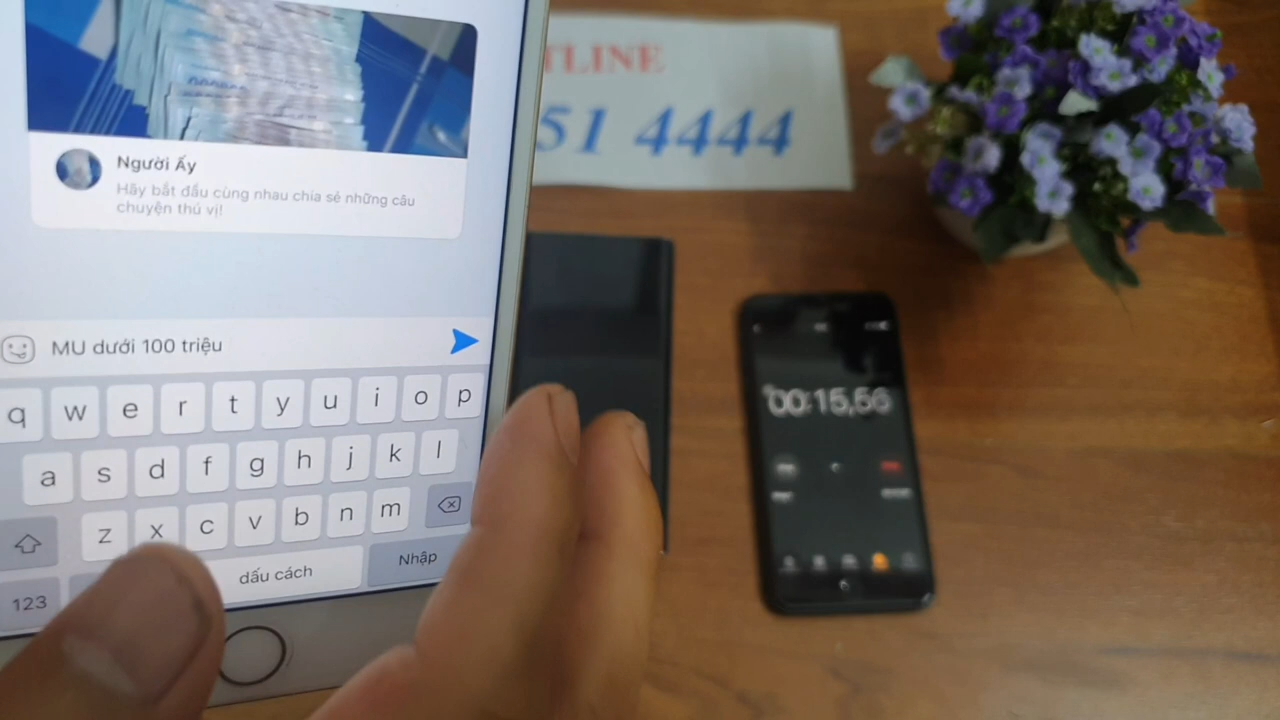 TLINE
51 4444
Người Ấy
Hãy bắt đầu cùng nhau chia sẻ những câu
chuyện thú vị!
MU dưới 100 triệu
q w e r t y u i o p
a s d f g h j k l
z x c v b n m
123 dấu cách Nhập
00:15,56